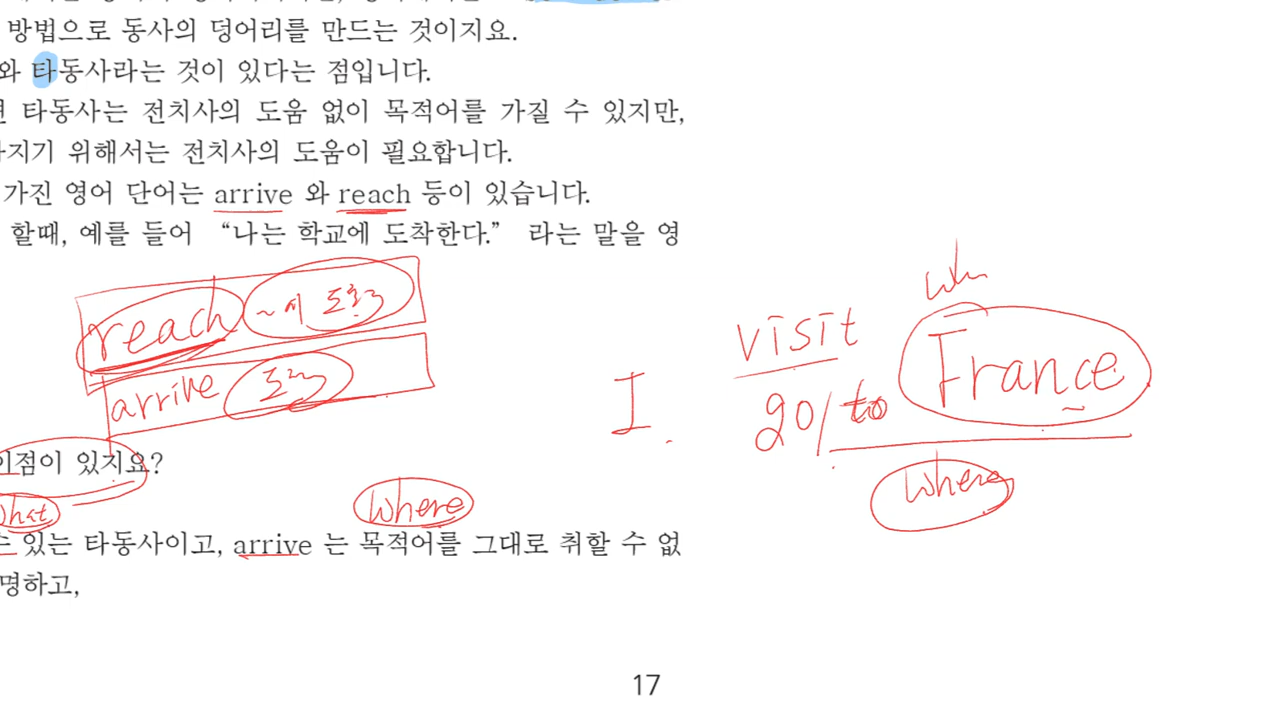 방법으로 동사의 덩어리를 만드는 것이지요.
와 타동사라는 것이 있다는 점입니다.
타동사는 전치사의 도움 없이 목적어를 가질 수 있지만,
가지기 위해서는 전치사의 도움이 필요합니다.
가진 영어 단어는 arrive 와 reach 등이 있습니다.
할때, 예를 들어 “나는 학교에 도착한다.” 라는 말을 영
reach ~에
arrive
wh
visit France
I go/to
where
이점이 있지요?
what where
수 있는 타동사이고, arrive 는 목적어를 그대로 취할 수 없
명하고,
17